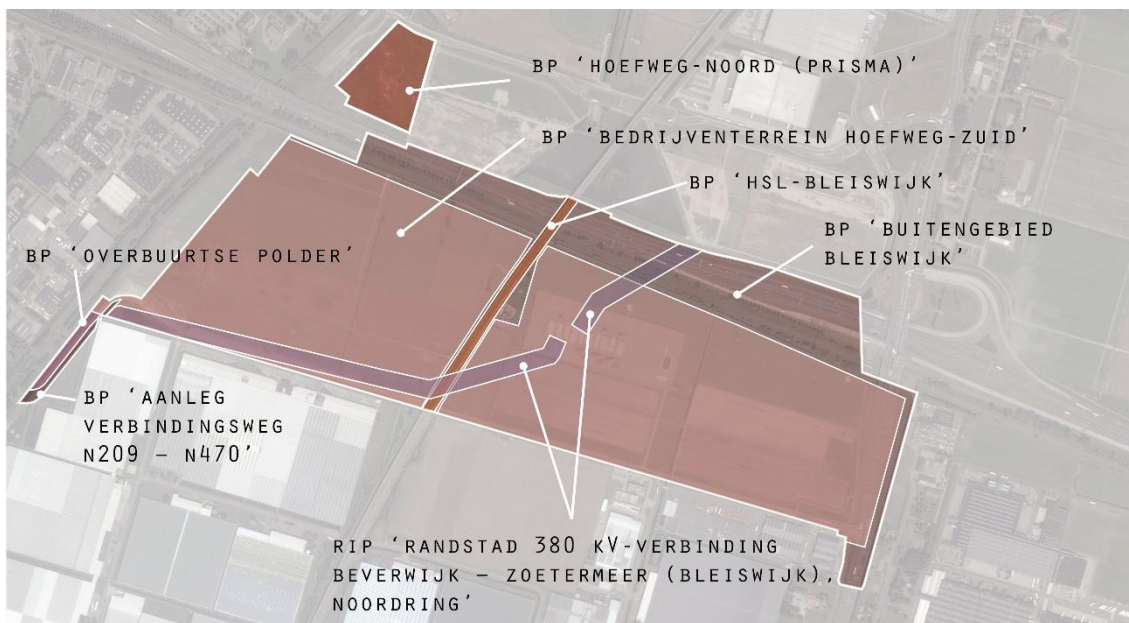 BP ‘HOEFWEG-NOORD (PRISMA)’
BP ‘BEDRIJVENTERREIN HOEFWEG-ZUID’
BP ‘HSL-BLEISWIJK’
BP ‘BUITENGEBIED
BLEISWIJK’
BP ‘OVERBUURTSE POLDER’
BP ‘AANLEG
VERBINDINGSWEG
N209 – N470’
RIP ‘RANDSTAD 380 KV-VERBINDING
BEVERWIJK – ZOETERMEER (BLEISWIJK),
NOORDRING’